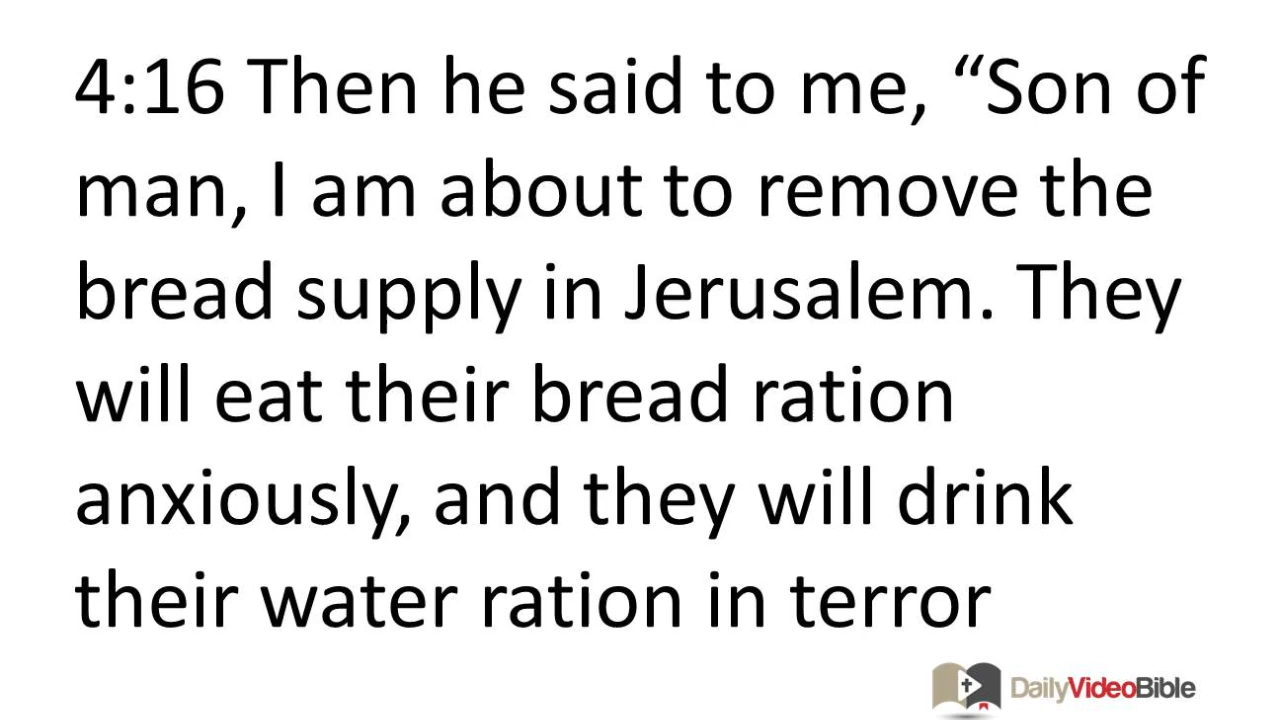 4:16 Then he said to me, “Son of
man, I am about to remove the
bread supply in Jerusalem. They
will eat their bread ration
anxiously, and they will drink
their water ration in terror
DailyVideoBible